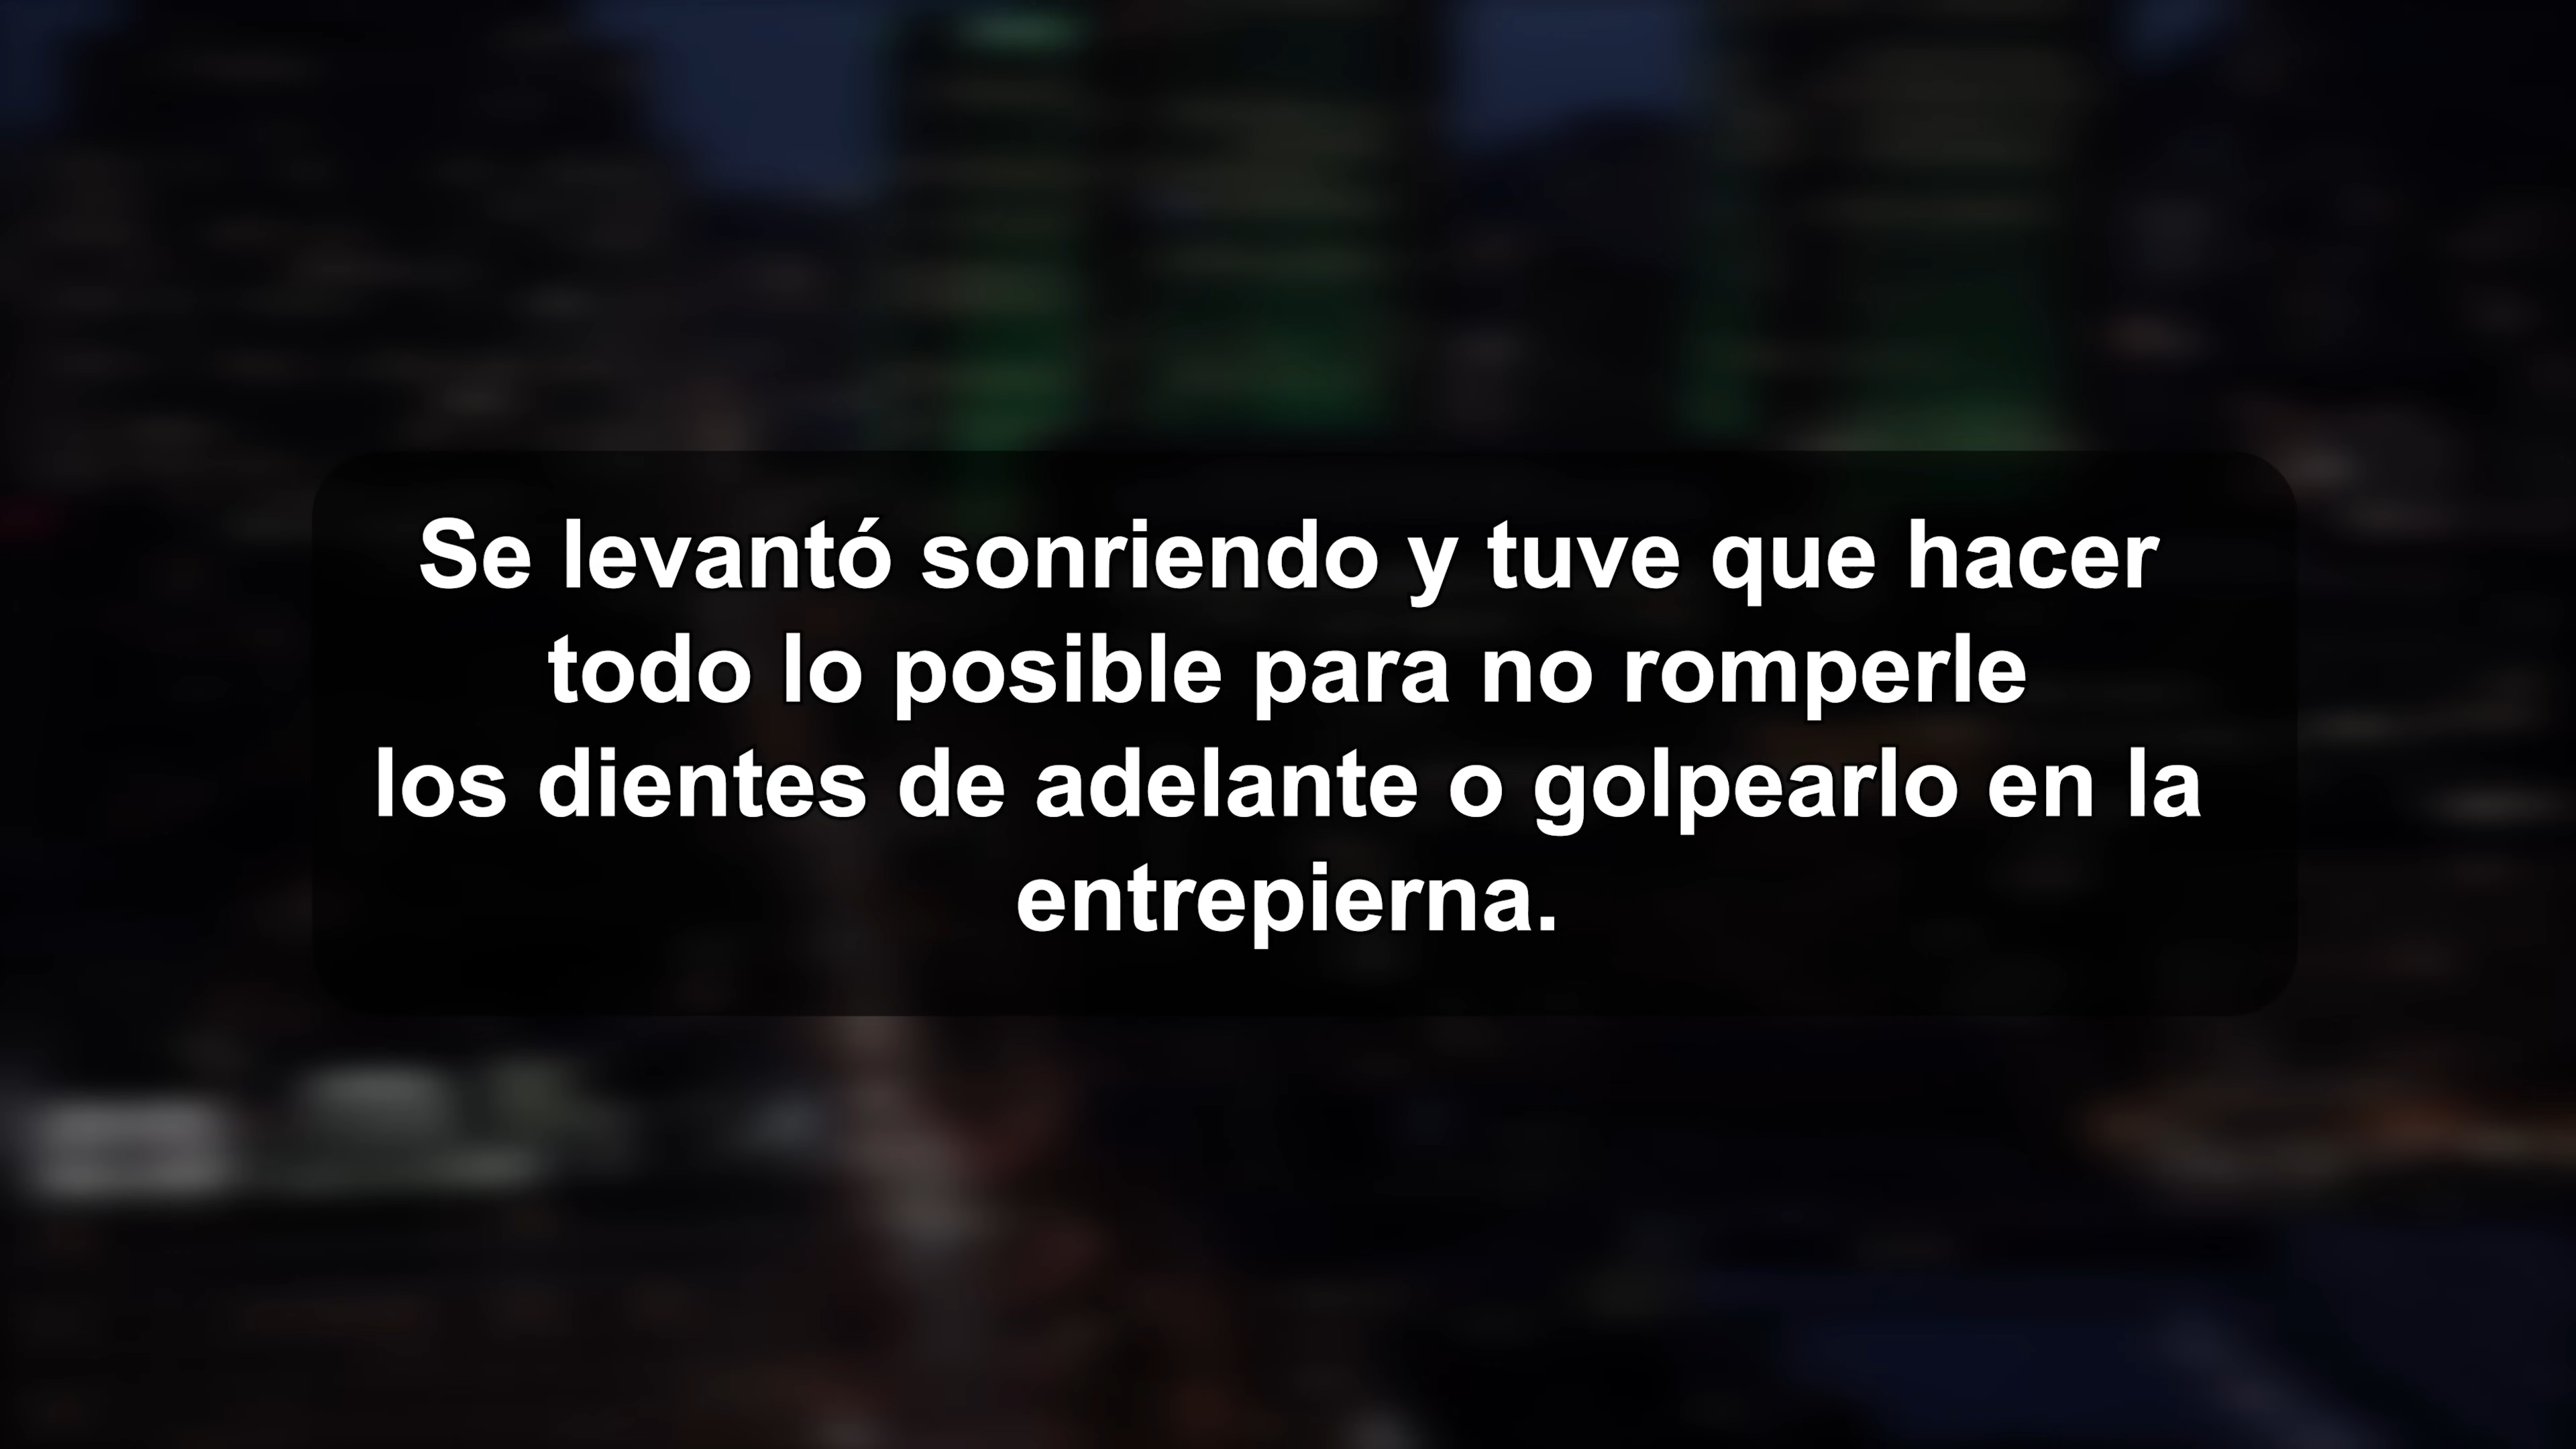 Se levantó sonriendo y tuve que hacer
todo lo posible para no romperle
los dientes de adelante o golpearlo en la
entrepierna.